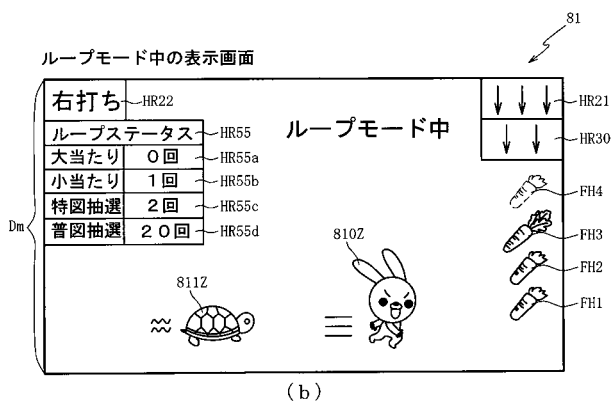 81
ループモード中の表示画面
右打ち
HR22
HR21
ループステータス
HR55
ループモード中
HR30
大当たり 0回
HR55a
小当たり 1回
HR55b
特図抽選 2回
HR55c
普図抽選 20回
HR55d
FH4
Dm
810Z
FH3
811Z
FH2
FH1
(b)